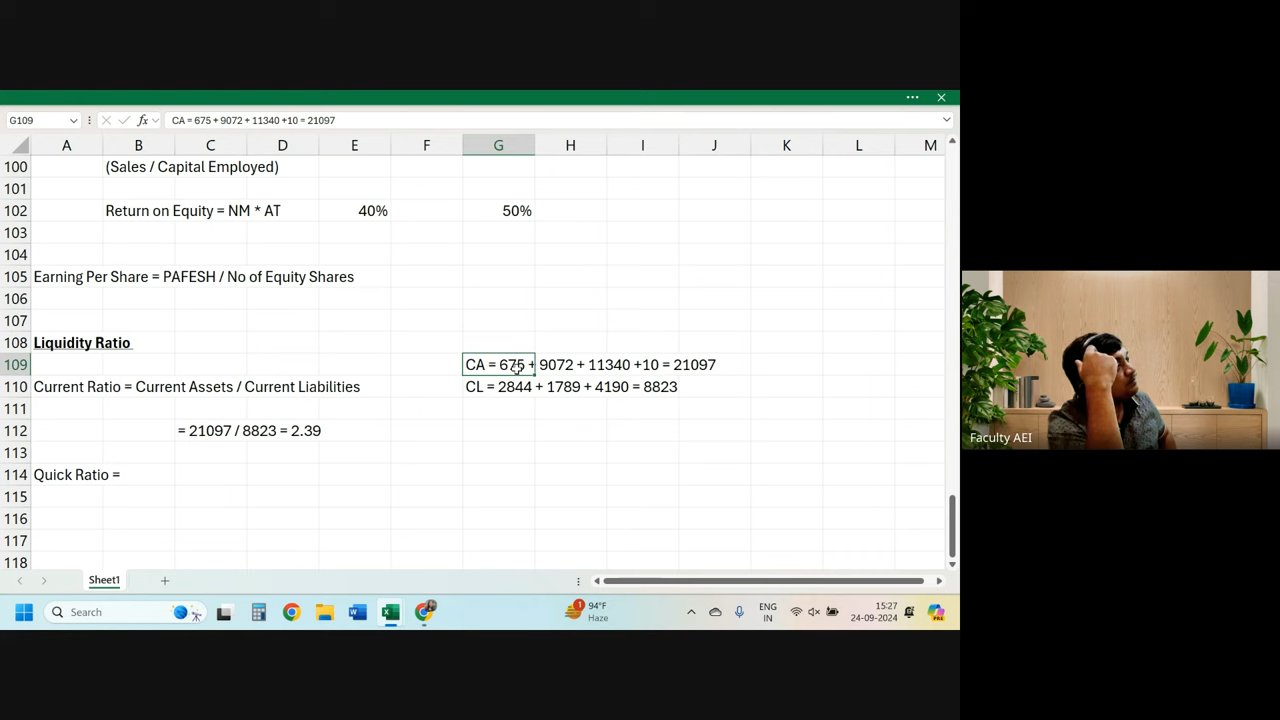 G109
fx
CA = 675 + 9072 + 11340 +10 = 21097
A B C D E F G H I J K L M
100 (Sales / Capital Employed)
101
102 Return on Equity = NM * AT 40% 50%
103
104
105 Earning Per Share = PAFESH / No of Equity Shares
106
107
108 Liquidity Ratio
109 CA = 675 + 9072 + 11340 +10 = 21097
110 Current Ratio = Current Assets / Current Liabilities CL = 2844 + 1789 + 4190 = 8823
111
112 = 21097 / 8823 = 2.39
113
114 Quick Ratio =
115
116
117
118
Sheet1
Faculty AEI
Search
1
94°F
Haze
ENG
IN
15:27
24-09-2024